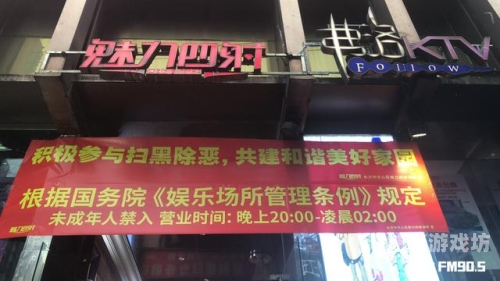 魅力四射
弗洛KTV
FOLLOW
积极参与扫黑除恶，共建和谐美好家园
根据国务院《娱乐场所管理条例》规定
未成年人禁入 营业时间：晚上20:00-凌晨02:00
游戏坊
FM90.5